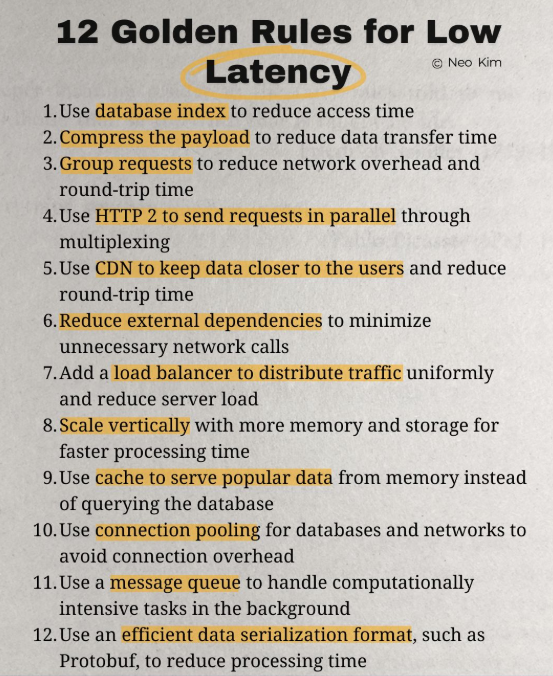 12 Golden Rules for Low
Latency
© Neo Kim
1. Use database index to reduce access time
2. Compress the payload to reduce data transfer time
3. Group requests to reduce network overhead and
round-trip time
4. Use HTTP 2 to send requests in parallel through
multiplexing
5. Use CDN to keep data closer to the users and reduce
round-trip time
6. Reduce external dependencies to minimize
unnecessary network calls
7. Add a load balancer to distribute traffic uniformly
and reduce server load
8. Scale vertically with more memory and storage for
faster processing time
9. Use cache to serve popular data from memory instead
of querying the database
10. Use connection pooling for databases and networks to
avoid connection overhead
11. Use a message queue to handle computationally
intensive tasks in the background
12. Use an efficient data serialization format, such as
Protobuf, to reduce processing time